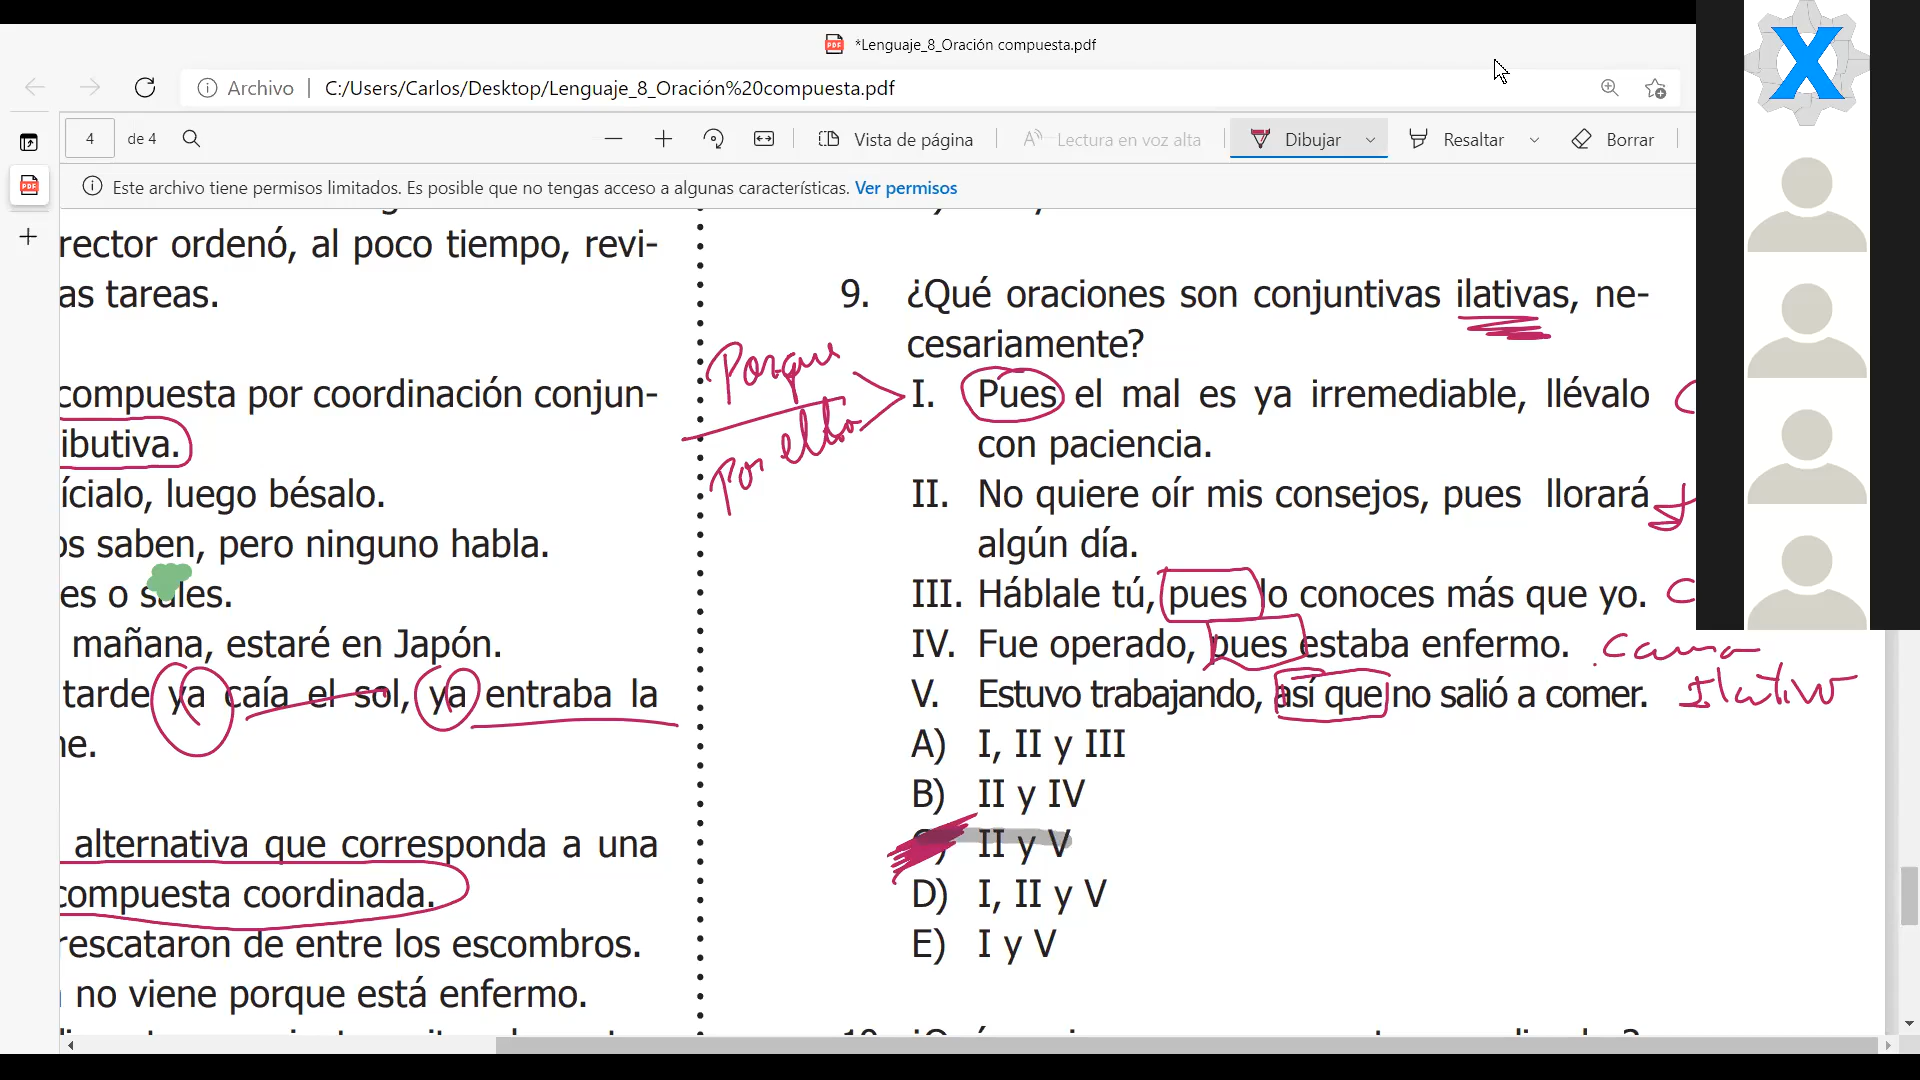 *Lenguaje_8_Oración compuesta.pdf
Archivo | C:/Users/Carlos/Desktop/Lenguaje_8_Oración%20compuesta.pdf
4 de 4 Vista de página Lectura en voz alta Dibujar Resaltar Borrar
Este archivo tiene permisos limitados. Es posible que no tengas acceso a algunas características. Ver permisos
rector ordenó, al poco tiempo, revi-
as tareas.
compuesta por coordinación conjun-
ibutiva.
ícialo, luego bésalo.
os saben, pero ninguno habla.
es o sales.
mañana, estaré en Japón.
tarde ya caía el sol, ya entraba la
ne.
alternativa que corresponda a una
compuesta coordinada.
rescataron de entre los escombros.
no viene porque está enfermo.
9. ¿Qué oraciones son conjuntivas ilativas, ne-
cesariamente?
Porque
Por ello
I. Pues el mal es ya irremediable, llévalo
con paciencia.
II. No quiere oír mis consejos, pues llorará
algún día.
III. Háblale tú, pues lo conoces más que yo.
IV. Fue operado, pues estaba enfermo. Causa
V. Estuvo trabajando, así que no salió a comer. Ilativo
A) I, II y III
B) II y IV
C) II y V
D) I, II y V
E) I y V
X